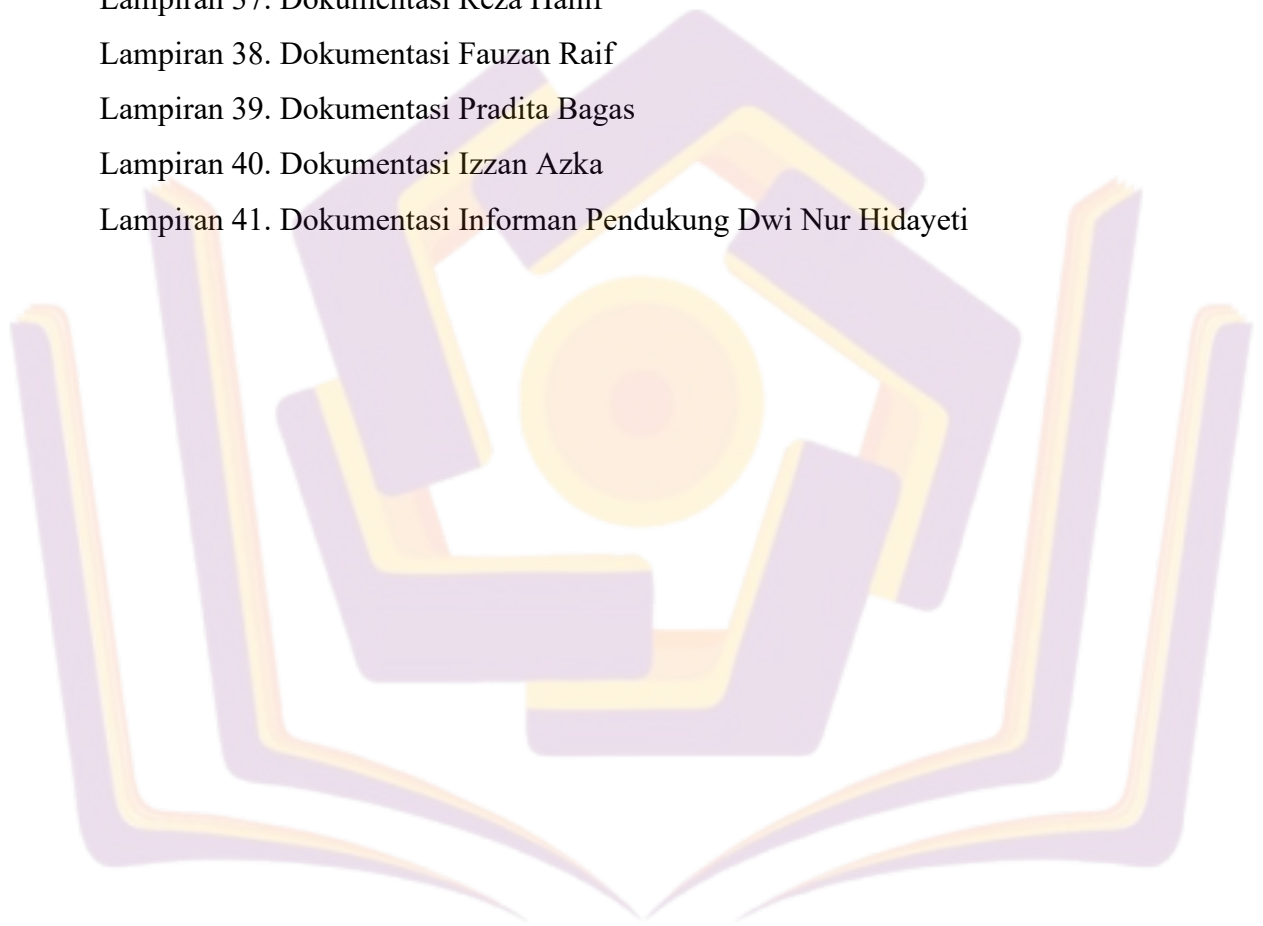 Lampiran 37. Dokumentasi Reza Hanif
Lampiran 38. Dokumentasi Fauzan Raif
Lampiran 39. Dokumentasi Pradita Bagas
Lampiran 40. Dokumentasi Izzan Azka
Lampiran 41. Dokumentasi Informan Pendukung Dwi Nur Hidayeti